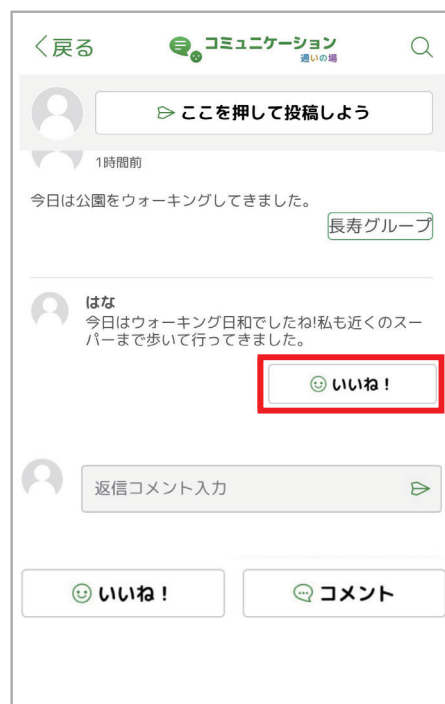 戻る
コミュニケーション
通いの場
ここを押して投稿しよう
1時間前
今日は公園をウォーキングしてきました。
長寿グループ
はな
今日はウォーキング日和でしたね!私も近くのスー
パーまで歩いて行ってきました。
いいね！
返信コメント入力
いいね！
コメント